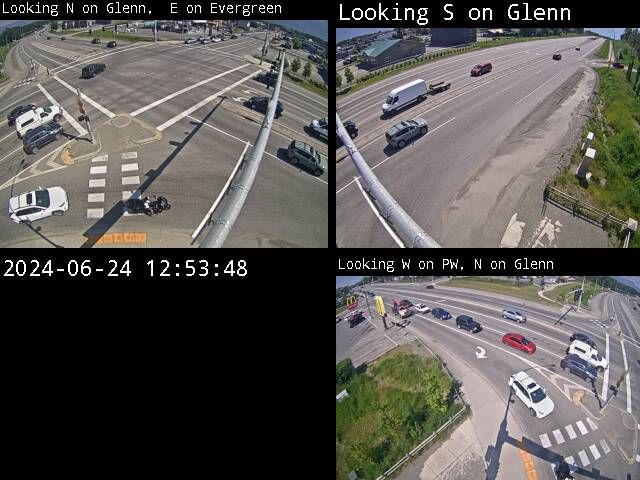 Looking N on Glenn, E on Evergreen
Looking S on Glenn
2024-06-24 12:53:48
Looking W on PW, N on Glenn